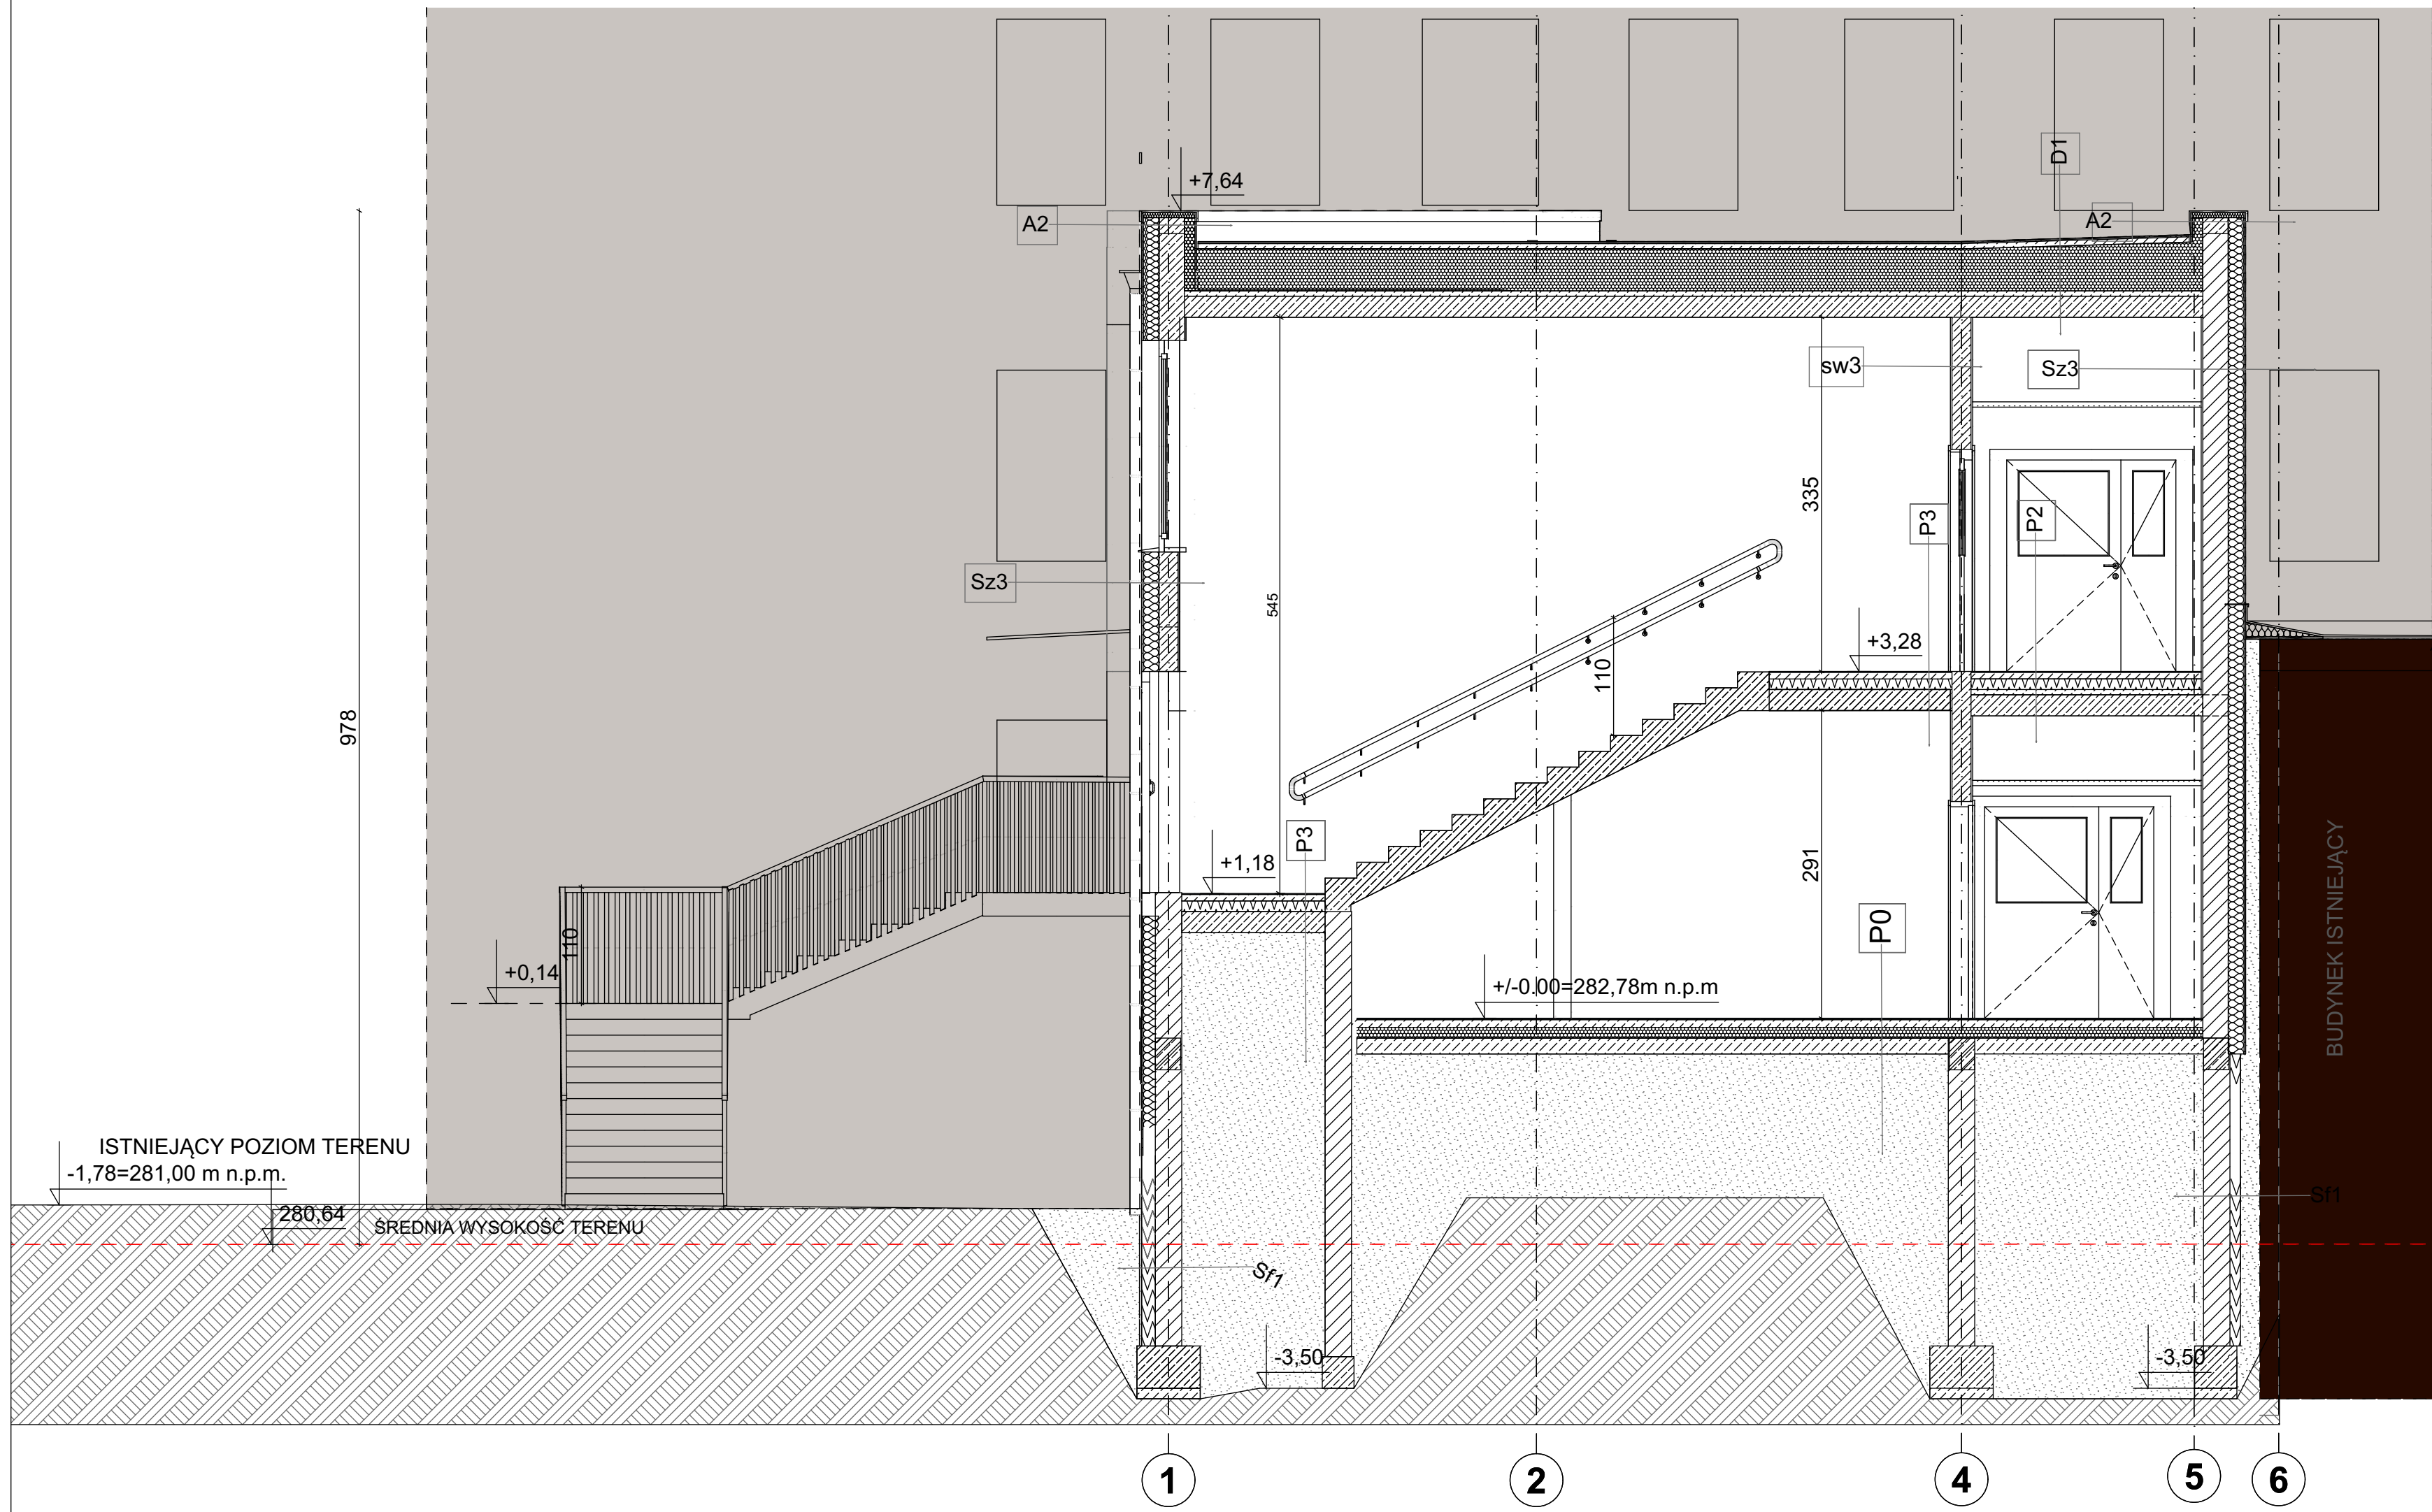 D1
+7,64
A2
A2
sw3
Sz3
335
P3
P2
Sz3
545
+3,28
110
978
P3
+1,18
291
P0
BUDYNEK ISTNIEJĄCY
110
+0,14
+/-0.00=282,78m n.p.m
ISTNIEJĄCY POZIOM TERENU
-1,78=281,00 m n.p.m.
Sf1
280,64
ŚREDNIA WYSOKOŚĆ TERENU
Sf1
-3,50
-3,50
1
2
4
5
6